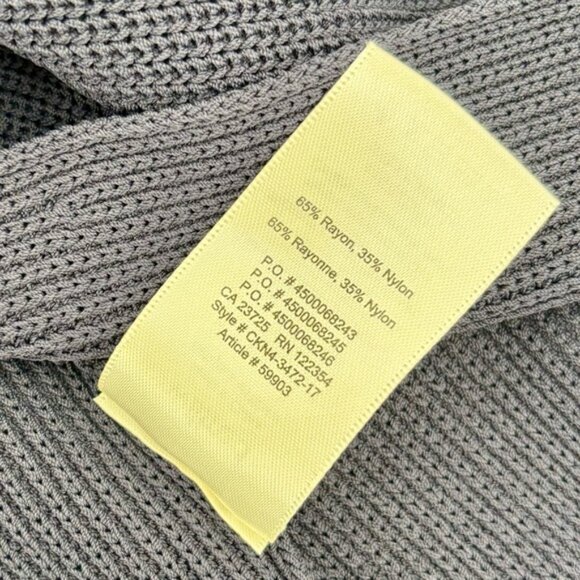 65% Rayon, 35% Nylon
65% Rayonne, 35% Nylon
P.O. # 4500068243
P.O. # 4500068245
P.O. # 4500068246
CA 23725 RN 122354
Style # CKN4-3472-17
Article # 59903